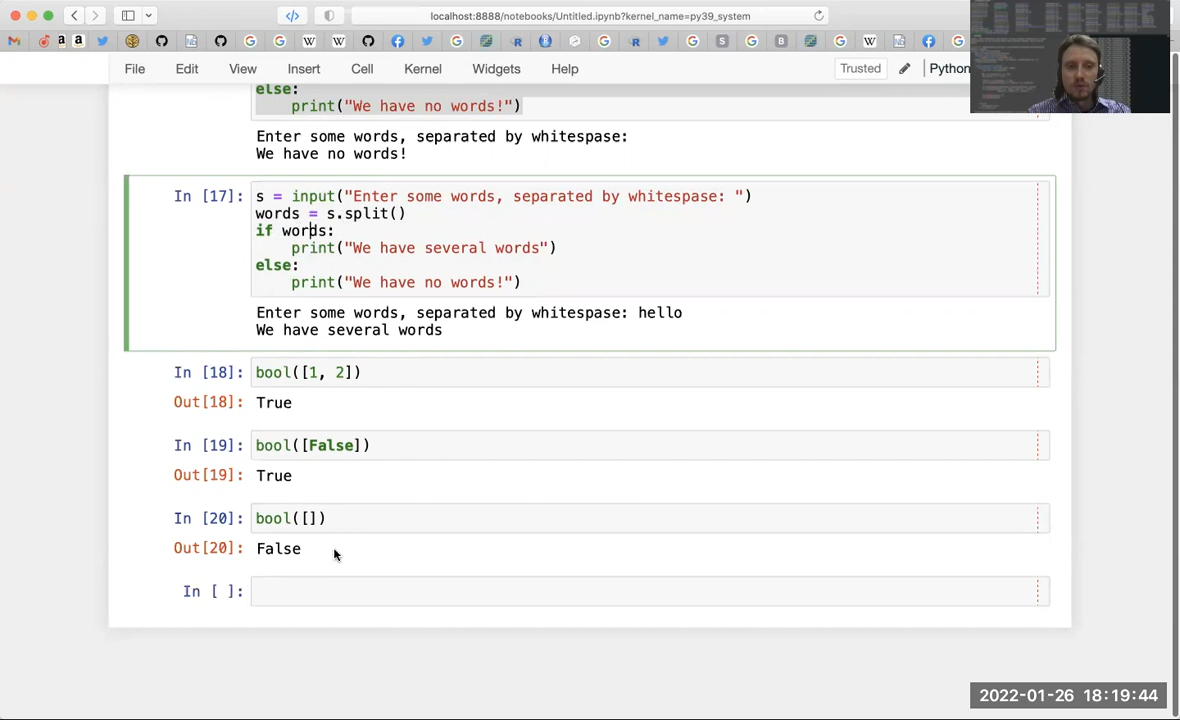 localhost:8888/notebooks/Untitled.ipynb?kernel_name=py39_system
File Edit View Insert Cell Kernel Widgets Help Trusted Python
else:
print("We have no words!")
Enter some words, separated by whitespase:
We have no words!
In [17]: s = input("Enter some words, separated by whitespase: ")
words = s.split()
if words:
print("We have several words")
else:
print("We have no words!")
Enter some words, separated by whitespase: hello
We have several words
In [18]: bool([1, 2])
Out[18]: True
In [19]: bool([False])
Out[19]: True
In [20]: bool([])
Out[20]: False
In [ ]:
2022-01-26 18:19:44